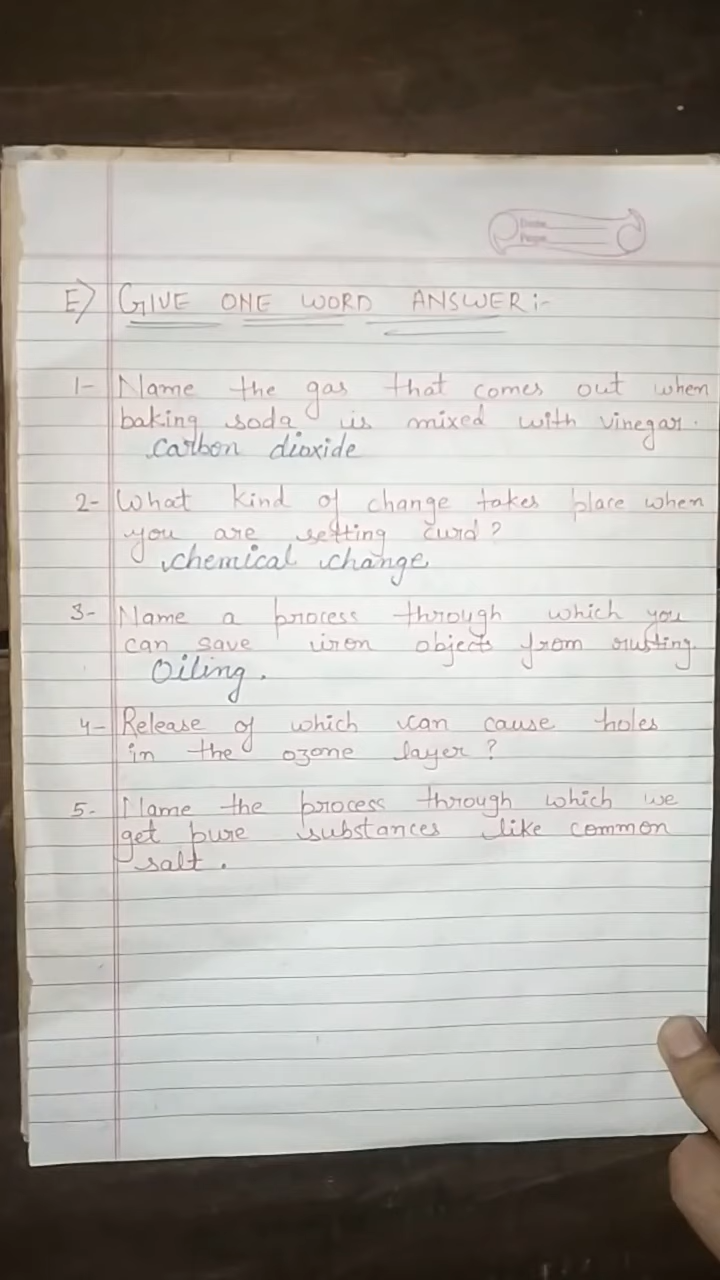 E) GIVE ONE WORD ANSWER:-
1- Name the gas that comes out when
baking soda is mixed with vinegar.
carbon dioxide
2- What kind of change takes place when
you are setting curd?
chemical change
3- Name a process through which you
can save iron objects from rusting.
Oiling.
4- Release of which can cause holes
in the ozone layer?
5- Name the process through which we
get pure substances like common
salt.